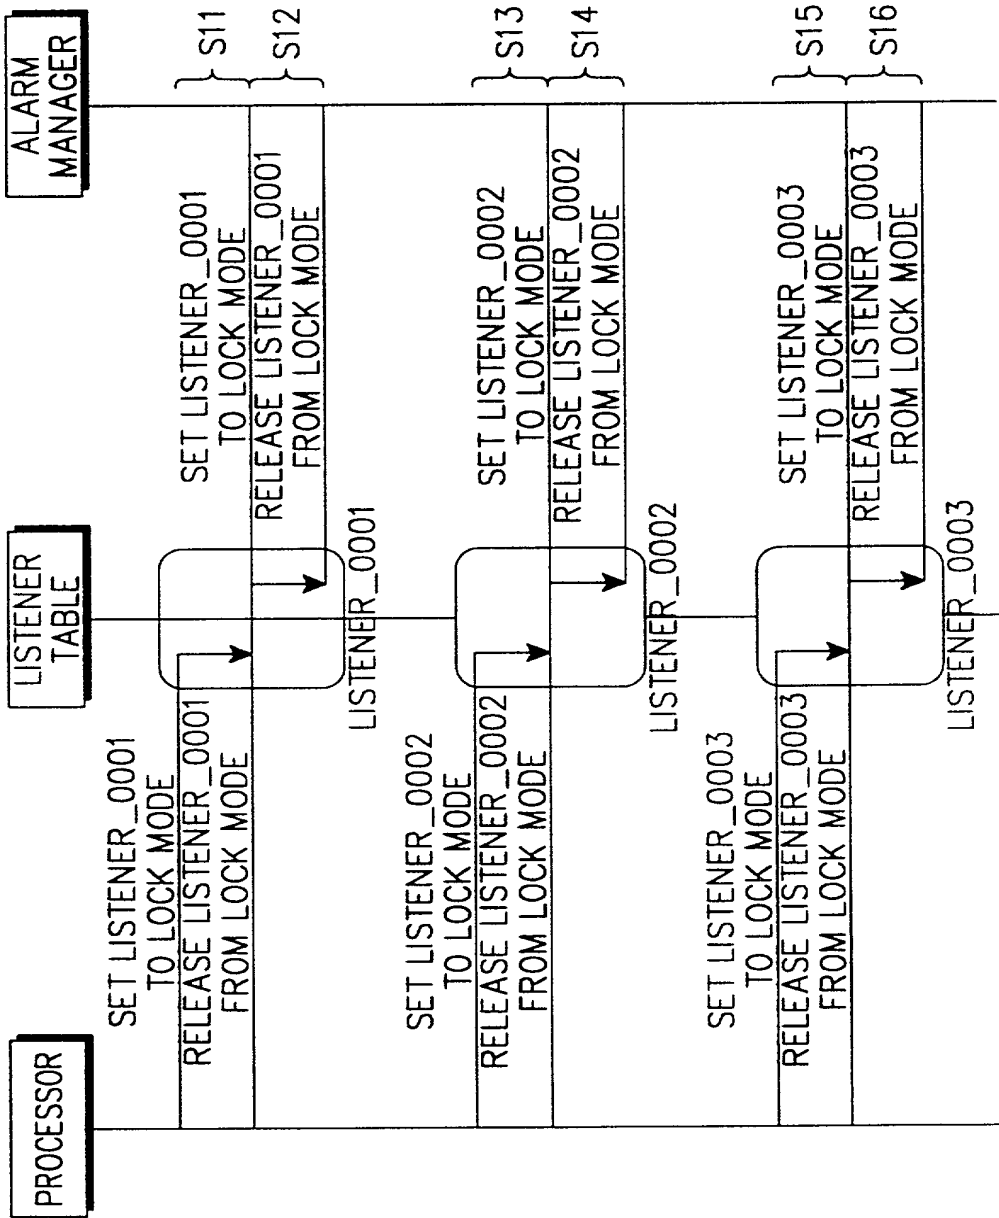 PROCESSOR
LISTENER
TABLE
ALARM
MANAGER
SET LISTENER_0001
TO LOCK MODE
RELEASE LISTENER_0001
FROM LOCK MODE
SET LISTENER_0001
TO LOCK MODE
RELEASE LISTENER_0001
FROM LOCK MODE
S11
S12
LISTENER_0001
SET LISTENER_0002
TO LOCK MODE
RELEASE LISTENER_0002
FROM LOCK MODE
SET LISTENER_0002
TO LOCK MODE
RELEASE LISTENER_0002
FROM LOCK MODE
S13
S14
LISTENER_0002
SET LISTENER_0003
TO LOCK MODE
RELEASE LISTENER_0003
FROM LOCK MODE
SET LISTENER_0003
TO LOCK MODE
RELEASE LISTENER_0003
FROM LOCK MODE
S15
S16
LISTENER_0003